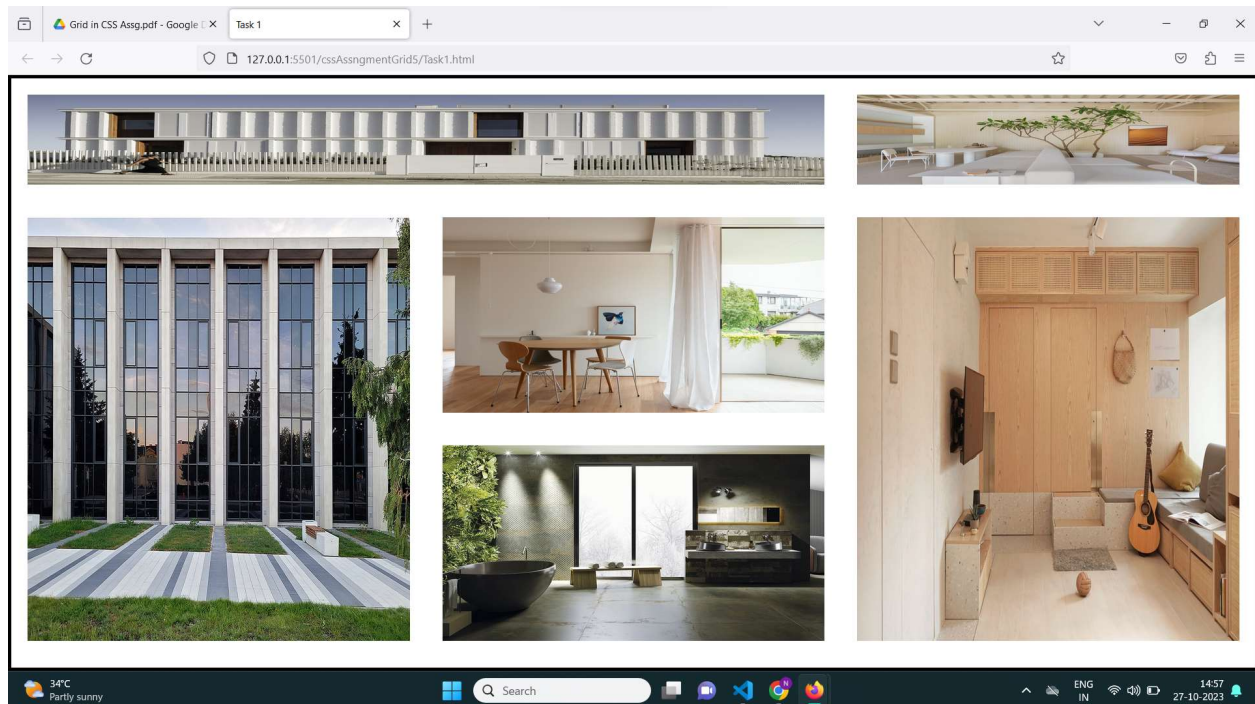 Grid in CSS Assg.pdf - Google D
Task 1
127.0.0.1:5501/cssAssngmentGrid5/Task1.html
34°C
Partly sunny
Search
N
ENG
IN
14:57
27-10-2023